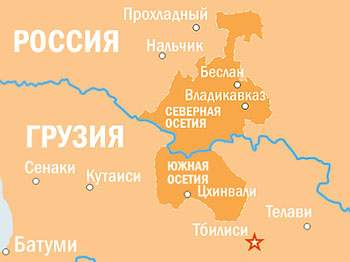 Прохладный
РОССИЯ
Нальчик
Беслан
Владикавказ
СЕВЕРНАЯ
ОСЕТИЯ
ГРУЗИЯ
ЮЖНАЯ
ОСЕТИЯ
Сенаки
Кутаиси
Цхинвали
Телави
Тбилиси
Батуми